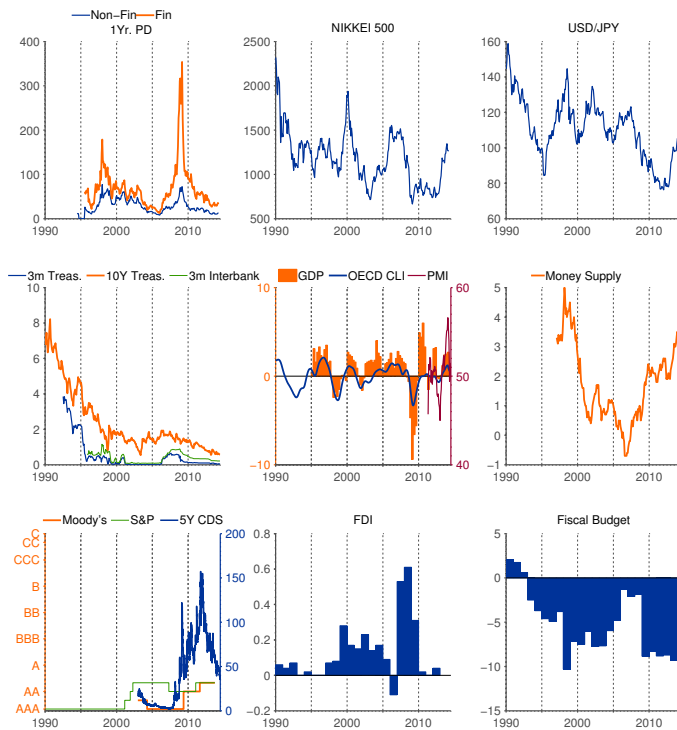 Non−Fin Fin
1Yr. PD
400
300
200
100
0
1990 2000 2010
NIKKEI 500
2500
2250
2000
1750
1500
1250
1000
750
500
1990 2000 2010
USD/JPY
160
140
120
100
80
60
1990 2000 2010
3m Treas. 10Y Treas. 3m Interbank
10
8
6
4
2
0
1990 2000 2010
GDP OECD CLI PMI
10
0
−10
60
50
40
1990 2000 2010
Money Supply
5
4
3
2
1
0
−1
1990 2000 2010
Moody's S&P 5Y CDS
C
CC
CCC
B
BB
BBB
A
AA
AAA
200
150
100
50
0
1990 2000 2010
FDI
0.8
0.6
0.4
0.2
0
−0.2
1990 2000 2010
Fiscal Budget
5
0
−5
−10
−15
1990 2000 2010